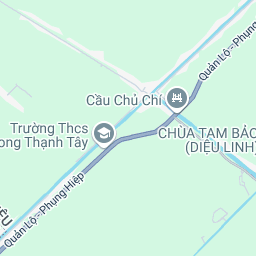 Quản Lộ - Phụng
Cầu Chủ Chí
Trường Thcs
ong Thạnh Tây
CHÙA TAM BẢO
(DIỆU LINH)
Quản Lộ - Phụng Hiệp